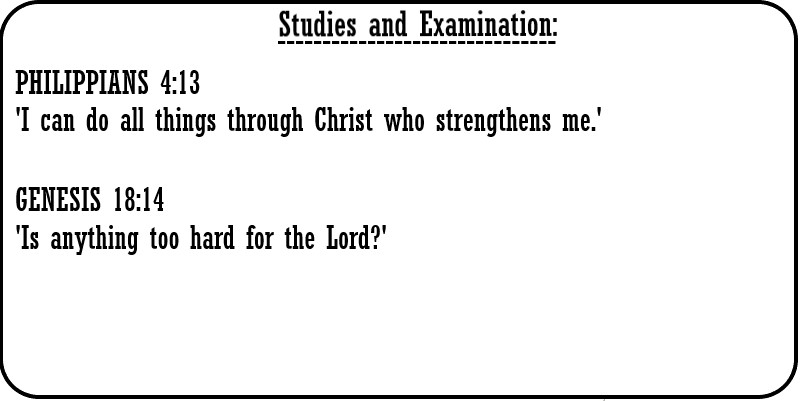 Studies and Examination:
PHILIPPIANS 4:13
'I can do all things through Christ who strengthens me.'
GENESIS 18:14
'Is anything too hard for the Lord?'